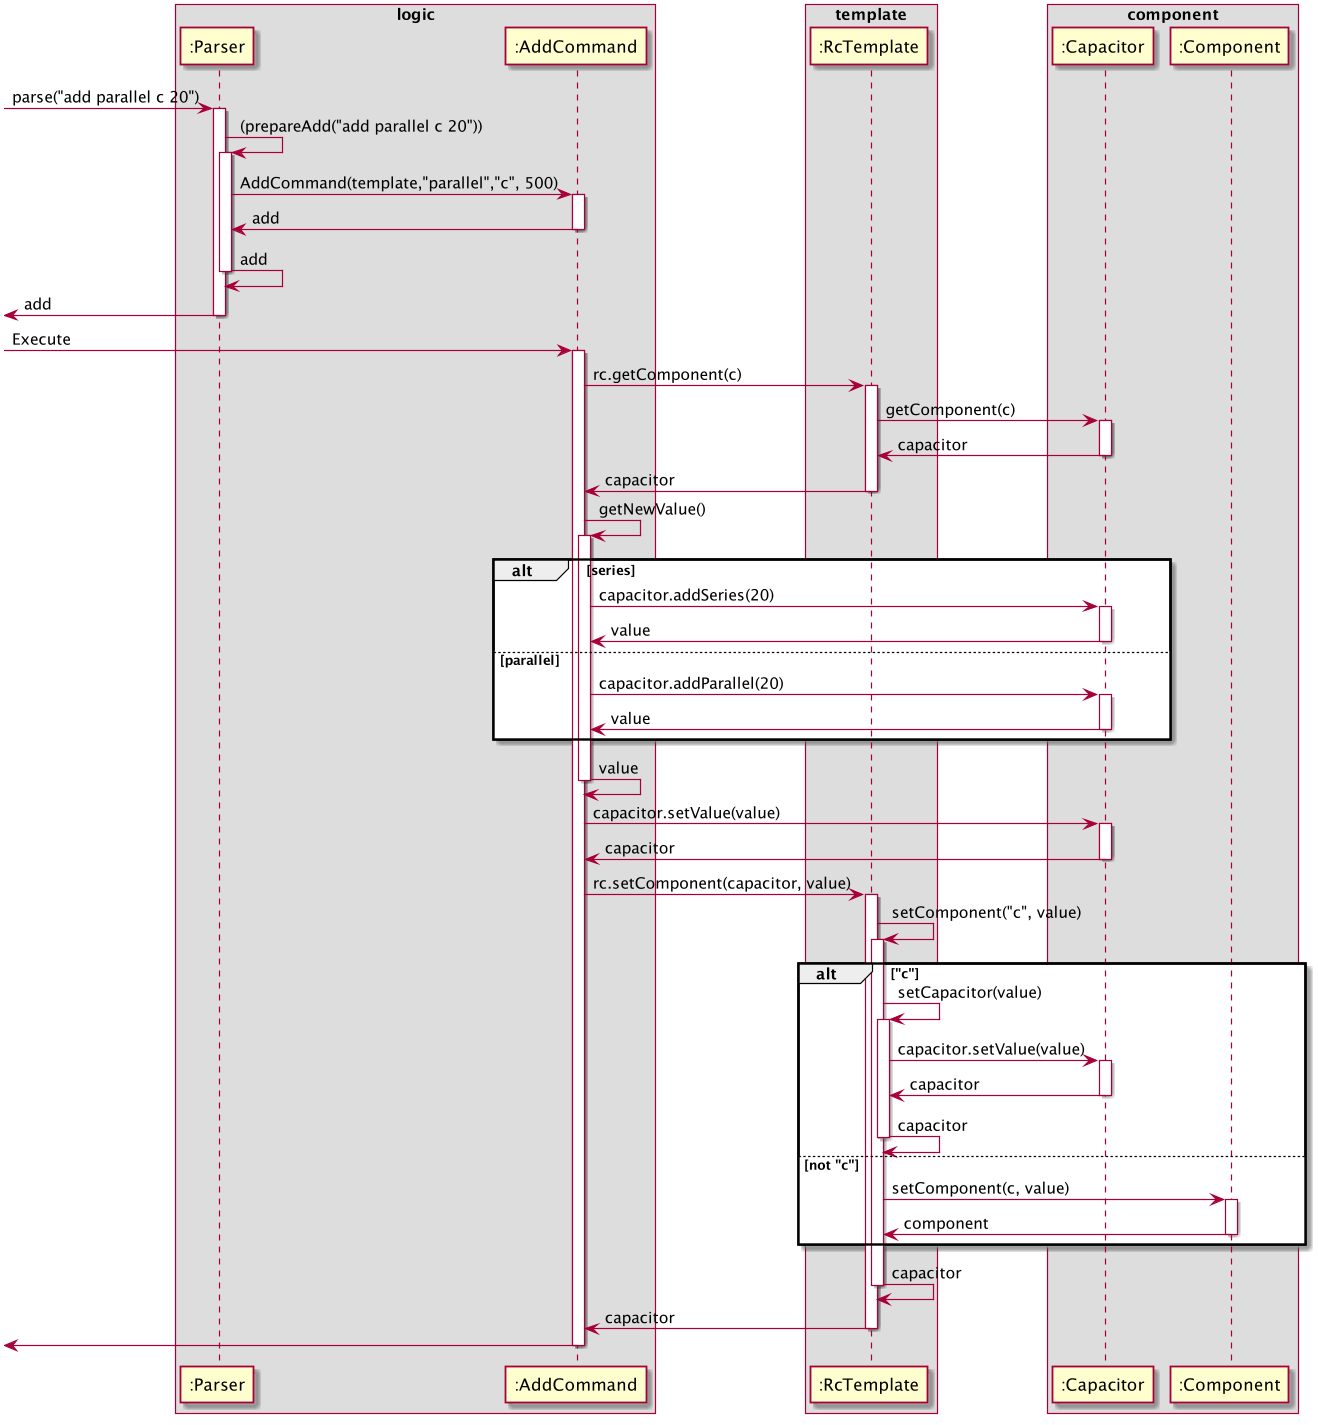 logic
template
component
:Parser
:AddCommand
:RcTemplate
:Capacitor
:Component
parse("add parallel c 20")
(prepareAdd("add parallel c 20"))
AddCommand(template,"parallel","c", 500)
add
add
add
Execute
rc.getComponent(c)
getComponent(c)
capacitor
capacitor
getNewValue()
alt
[series]
capacitor.addSeries(20)
value
[parallel]
capacitor.addParallel(20)
value
value
capacitor.setValue(value)
capacitor
rc.setComponent(capacitor, value)
setComponent("c", value)
alt
["c"]
setCapacitor(value)
capacitor.setValue(value)
capacitor
capacitor
[not "c"]
setComponent(c, value)
component
capacitor
capacitor
:Parser
:AddCommand
:RcTemplate
:Capacitor
:Component